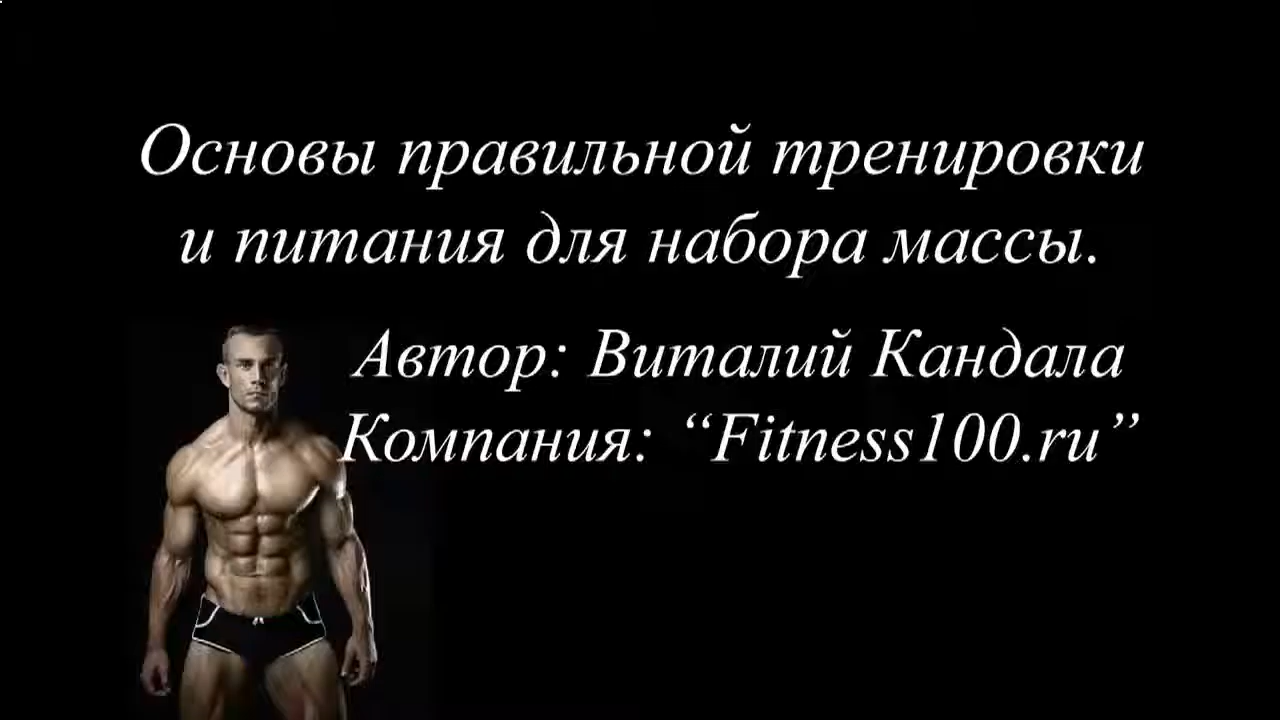 Основы правильной тренировки
и питания для набора массы.
Автор: Виталий Кандала
Компания: “Fitness100.ru”